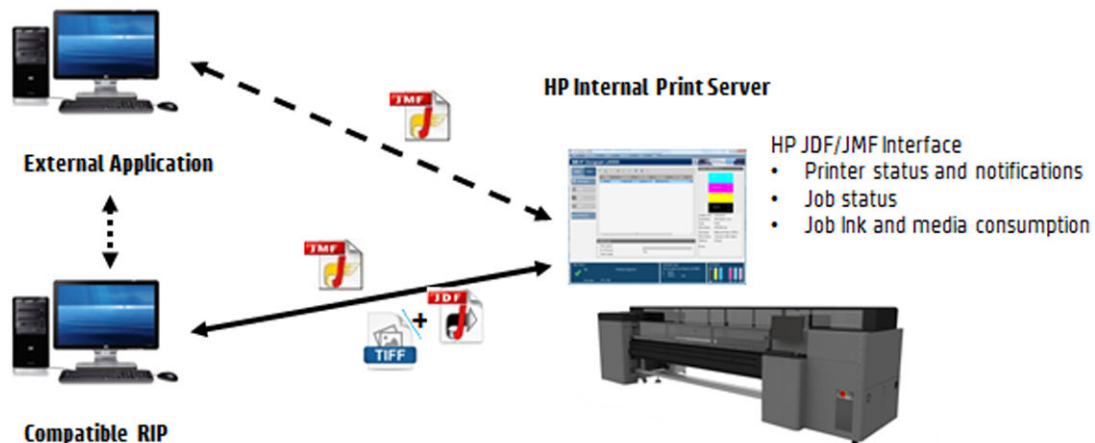 HP Internal Print Server
JMF
External Application
HP JDF/JMF Interface
• Printer status and notifications
• Job status
• Job Ink and media consumption
JMF
JDF
+
TIFF
Compatible RIP